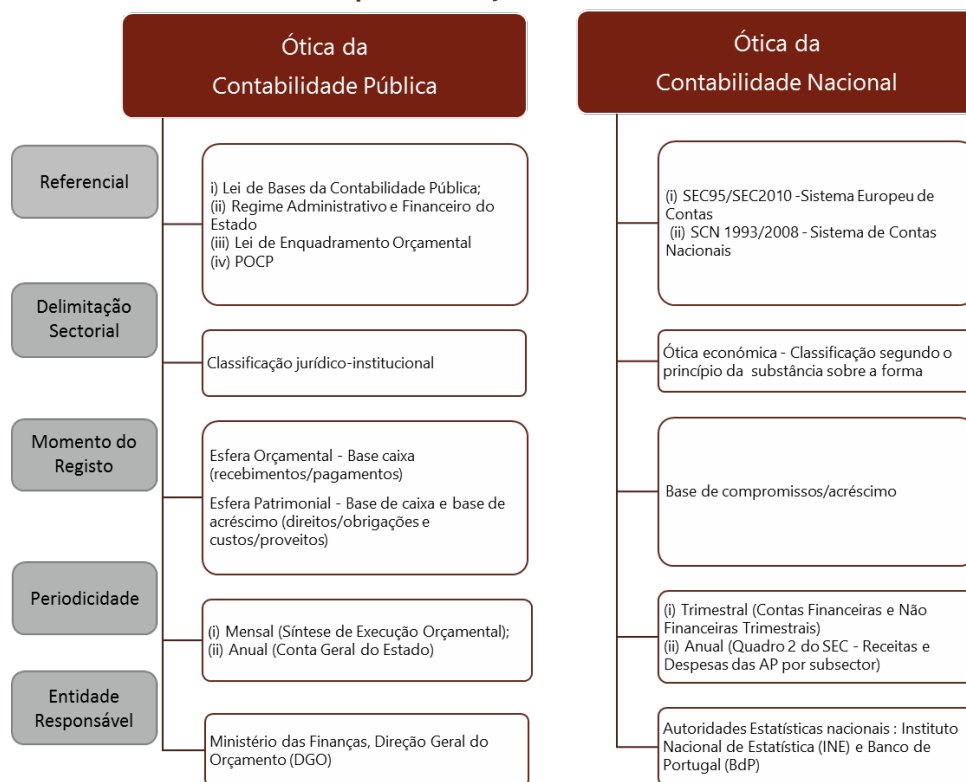 Ótica da
Contabilidade Pública
Ótica da
Contabilidade Nacional
Referencial
i) Lei de Bases da Contabilidade Pública;
(ii) Regime Administrativo e Financeiro do
Estado
(iii) Lei de Enquadramento Orçamental
(iv) POCP
(i) SEC95/SEC2010 -Sistema Europeu de
Contas
(ii) SCN 1993/2008 - Sistema de Contas
Nacionais
Delimitação
Sectorial
Classificação jurídico-institucional
Ótica económica - Classificação segundo o
princípio da substância sobre a forma
Momento do
Registo
Esfera Orçamental - Base caixa
(recebimentos/pagamentos)
Esfera Patrimonial - Base de caixa e base de
acréscimo (direitos/obrigações e
custos/proveitos)
Base de compromissos/acréscimo
Periodicidade
(i) Mensal (Síntese de Execução Orçamental);
(ii) Anual (Conta Geral do Estado)
(i) Trimestral (Contas Financeiras e Não
Financeiras Trimestrais)
(ii) Anual (Quadro 2 do SEC - Receitas e
Despesas das AP por subsector)
Entidade
Responsável
Ministério das Finanças, Direção Geral do
Orçamento (DGO)
Autoridades Estatísticas nacionais : Instituto
Nacional de Estatística (INE) e Banco de
Portugal (BdP)